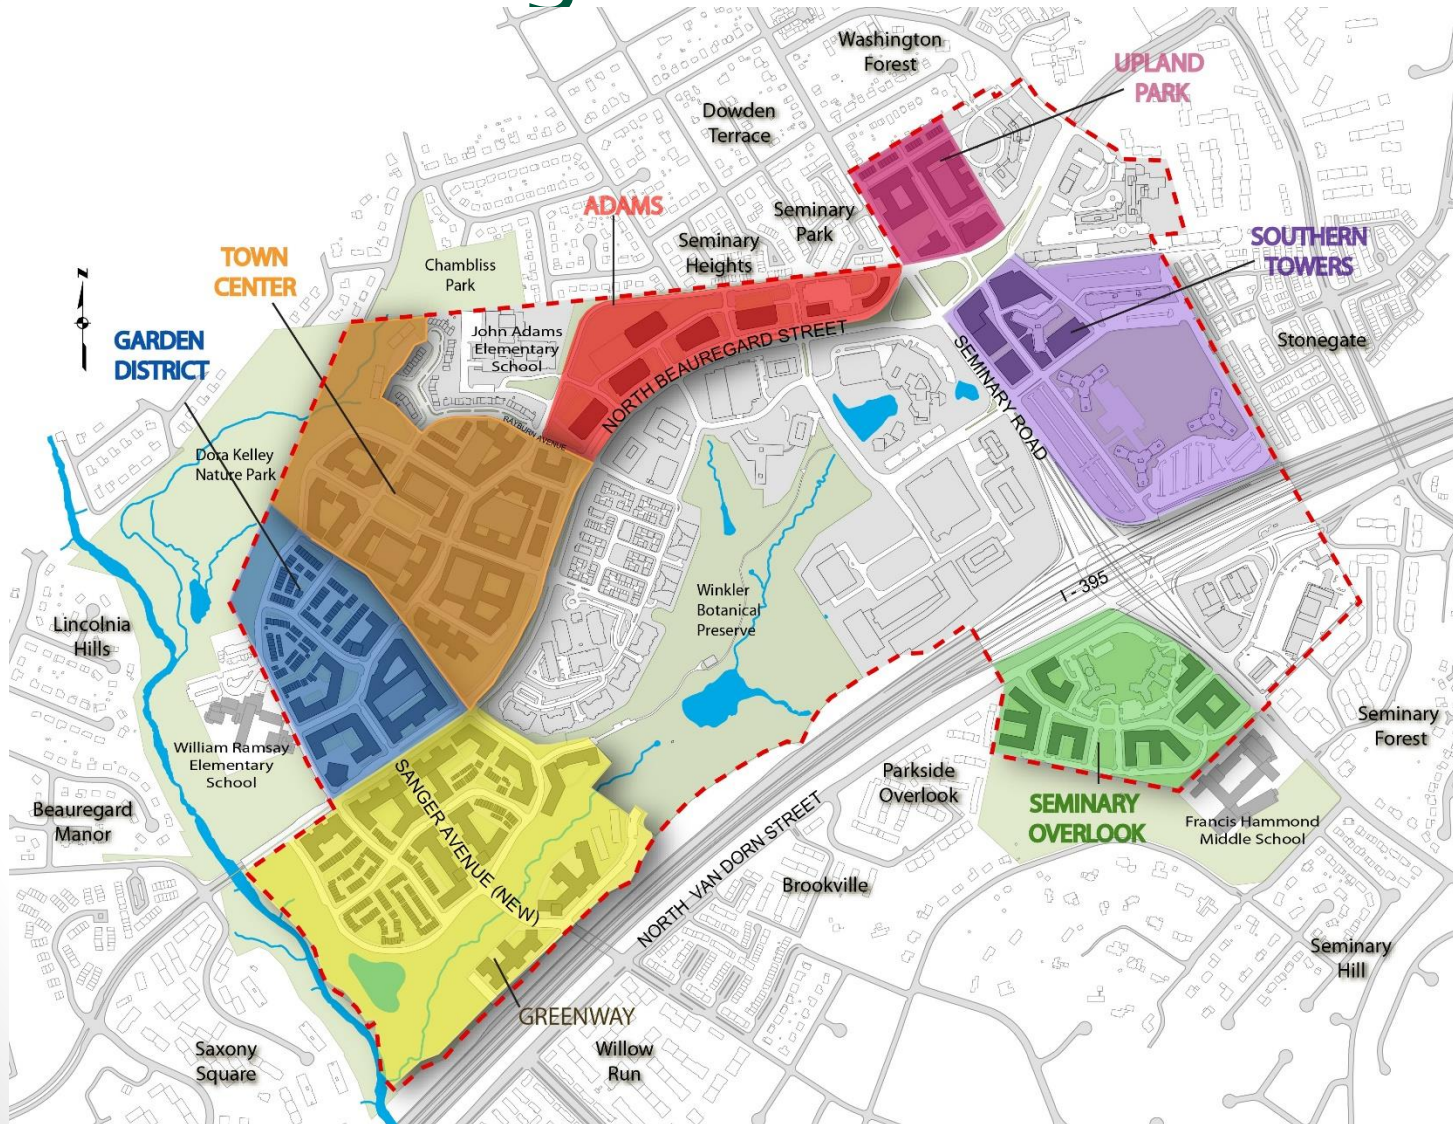 Washington
Forest
UPLAND
PARK
Dowden
Terrace
ADAMS
Seminary
Park
Seminary
Heights
SOUTHERN
TOWERS
TOWN
CENTER
Chambliss
Park
N
GARDEN
DISTRICT
John Adams
Elementary
School
NORTH BEAUREGARD STREET
SEMINARY ROAD
Stonegate
RAYBURN AVENUE
Dora Kelley
Nature Park
Winkler
Botanical
Preserve
I - 395
Lincolnia
Hills
William Ramsay
Elementary
School
Seminary
Forest
Parkside
Overlook
SEMINARY
OVERLOOK
Francis Hammond
Middle School
Beauregard
Manor
SANGER AVENUE (NEW)
NORTH VAN DORN STREET
Brookville
Seminary
Hill
GREENWAY
Saxony
Square
Willow
Run